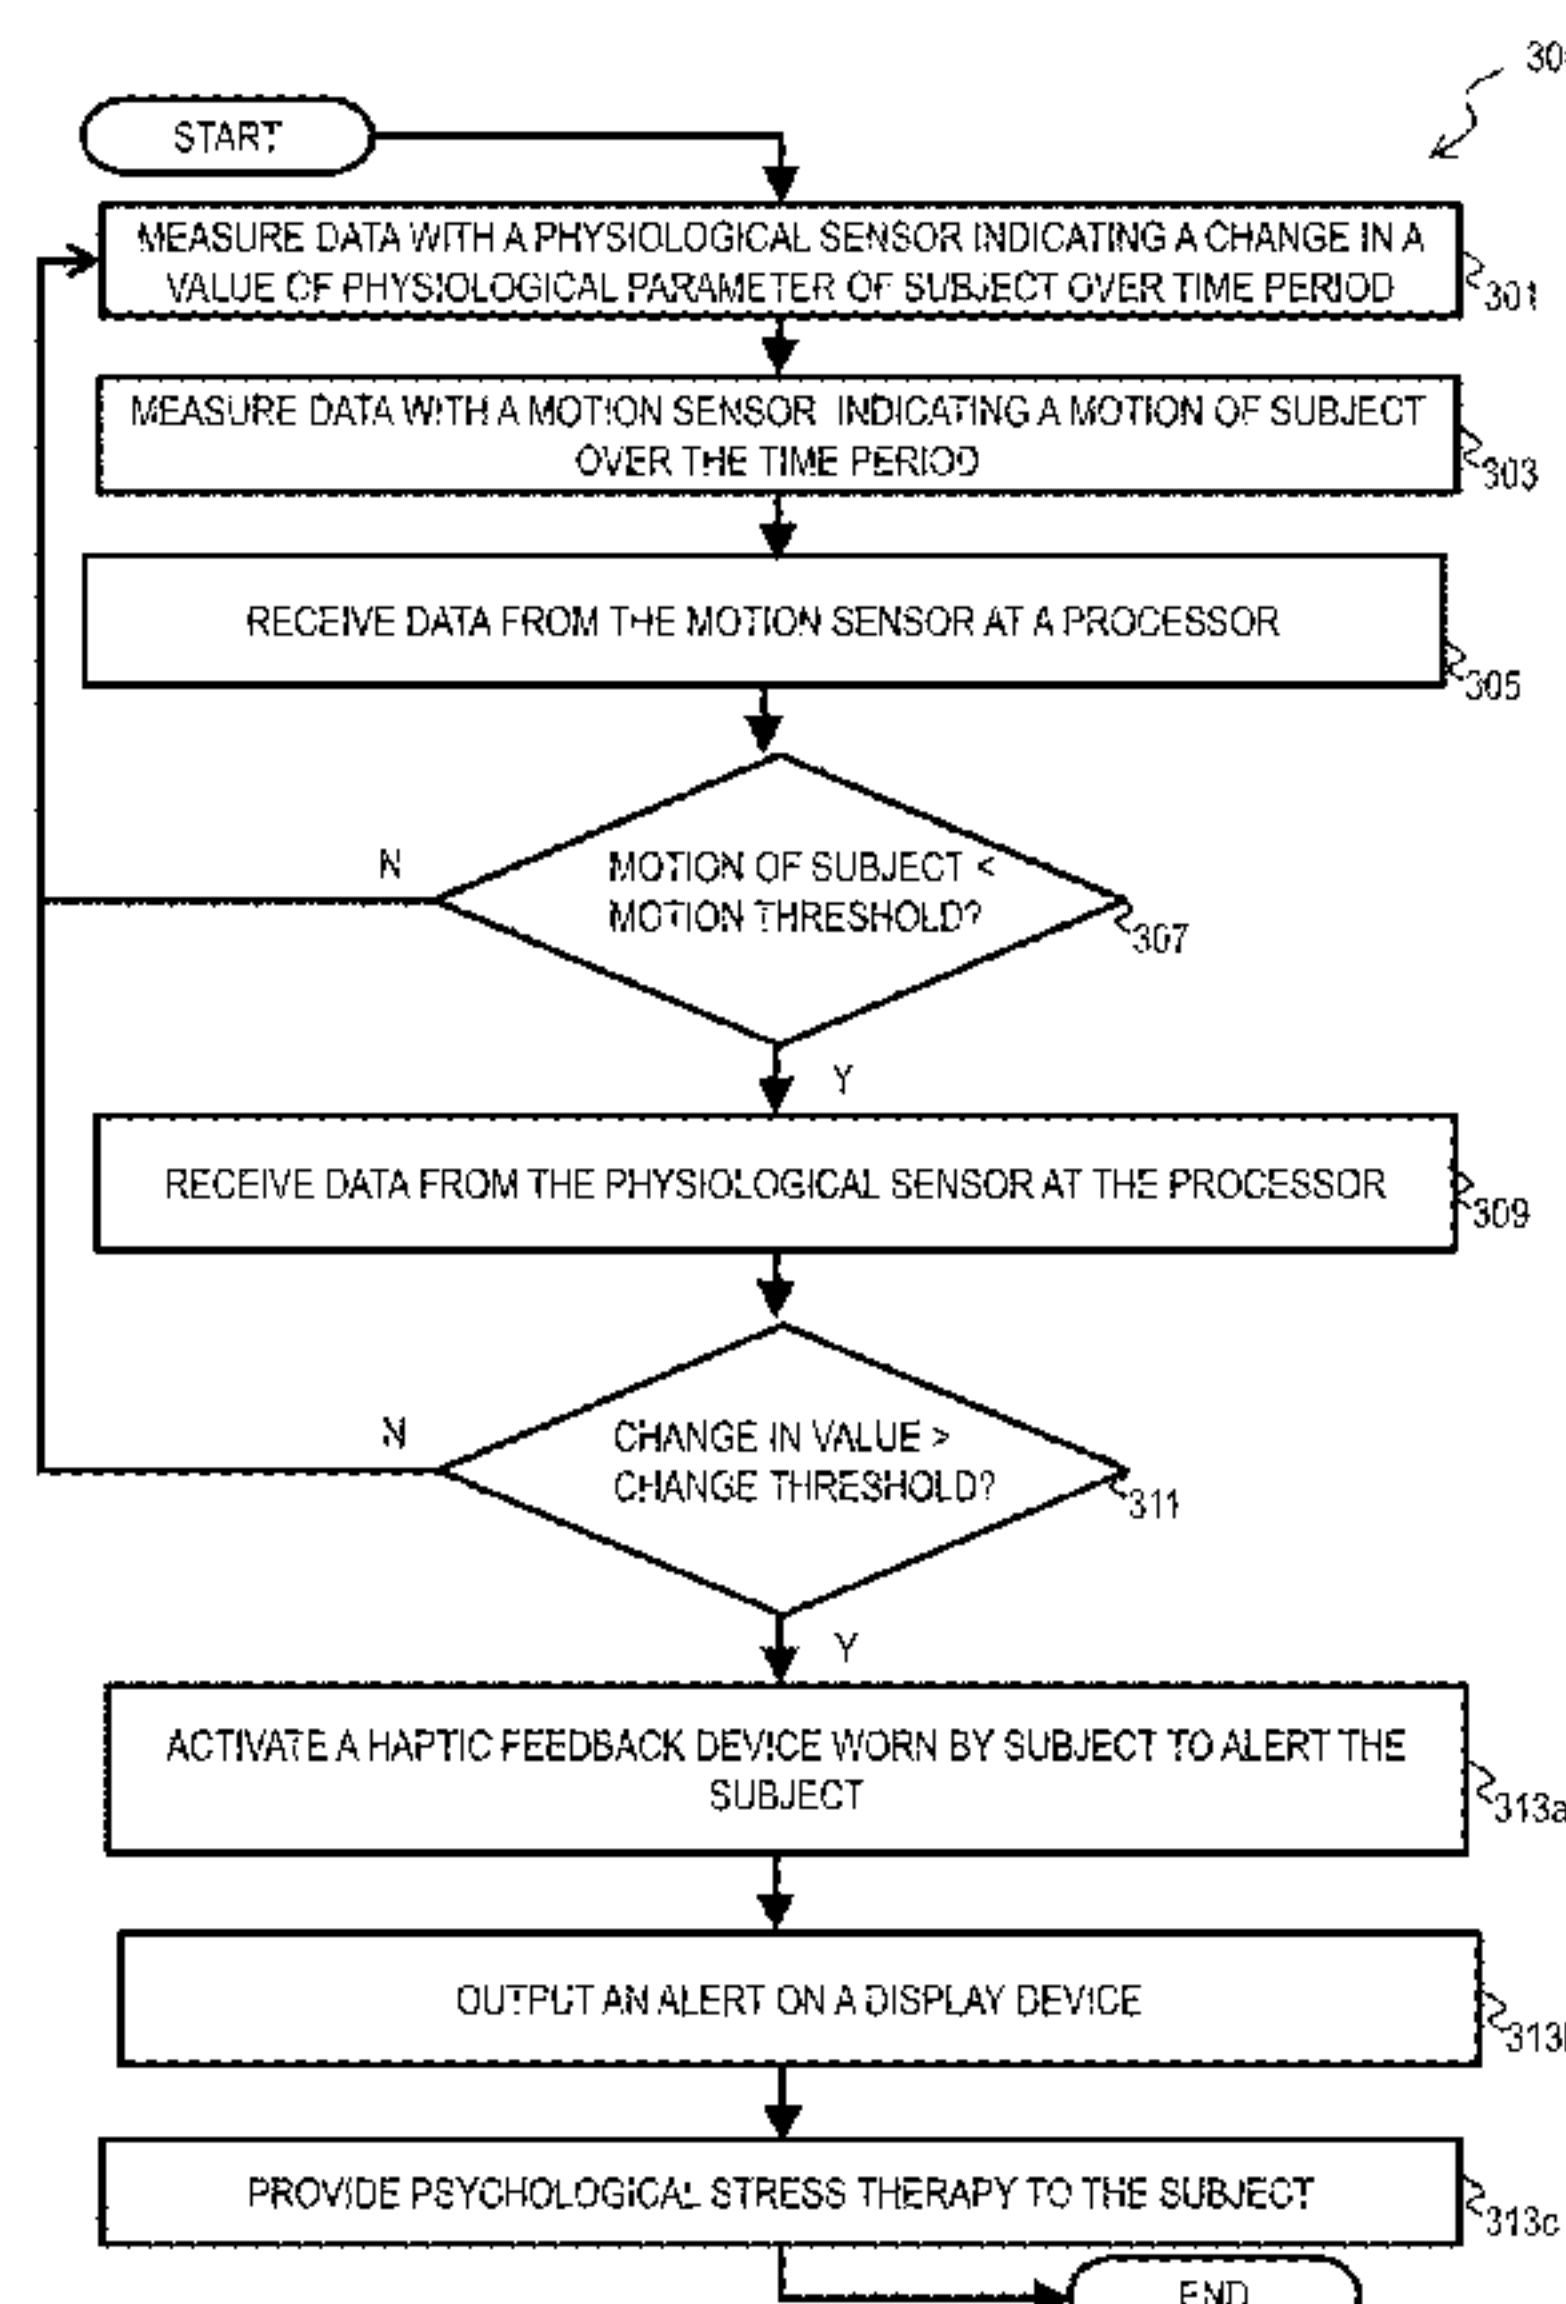 30
START
MEASURE DATA WITH A PHYSIOLOGICAL SENSOR INDICATING A CHANGE IN A
VALUE OF PHYSIOLOGICAL PARAMETER OF SUBJECT OVER TIME PERIOD
301
MEASURE DATA WITH A MOTION SENSOR INDICATING A MOTION OF SUBJECT
OVER THE TIME PERIOD
303
RECEIVE DATA FROM THE MOTION SENSOR AT A PROCESSOR
305
N
MOTION OF SUBJECT <
MOTION THRESHOLD?
307
Y
RECEIVE DATA FROM THE PHYSIOLOGICAL SENSOR AT THE PROCESSOR
309
N
CHANGE IN VALUE >
CHANGE THRESHOLD?
311
Y
ACTIVATE A HAPTIC FEEDBACK DEVICE WORN BY SUBJECT TO ALERT THE
SUBJECT
313a
OUTPUT AN ALERT ON A DISPLAY DEVICE
313
PROVIDE PSYCHOLOGICAL STRESS THERAPY TO THE SUBJECT
313c
END